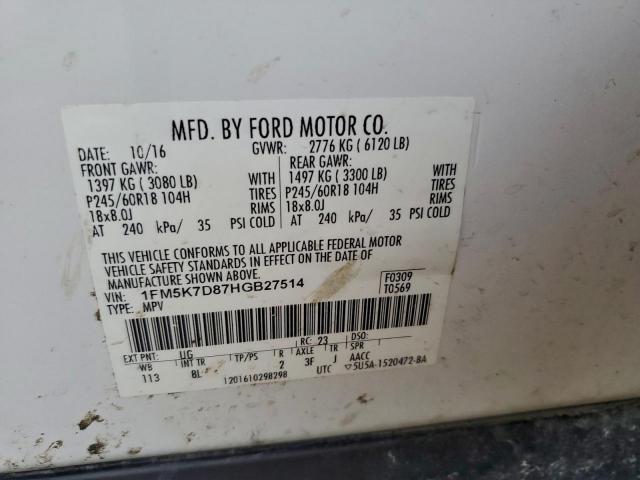 MFD. BY FORD MOTOR CO.
DATE: 10/16 GVWR: 2776 KG ( 6120 LB)
FRONT GAWR: REAR GAWR:
1397 KG ( 3080 LB) WITH 1497 KG ( 3300 LB) WITH
P245/60R18 104H TIRES P245/60R18 104H TIRES
18x8.0J RIMS 18x8.0J RIMS
AT 240 kPa/ 35 PSI COLD AT 240 kPa/ 35 PSI COLD
THIS VEHICLE CONFORMS TO ALL APPLICABLE FEDERAL MOTOR
VEHICLE SAFETY STANDARDS IN EFFECT ON THE DATE OF
MANUFACTURE SHOWN ABOVE.
VIN: 1FM5K7D87HGB27514 F0309
TYPE: MPV T0569
EXT PNT: UG RC: 23 DSO:
WB INT TR TP/PS R AXLE TR SPR
113 8L 2 3F J AACC
1201610298298 UTC 5U5A-1520472-BA